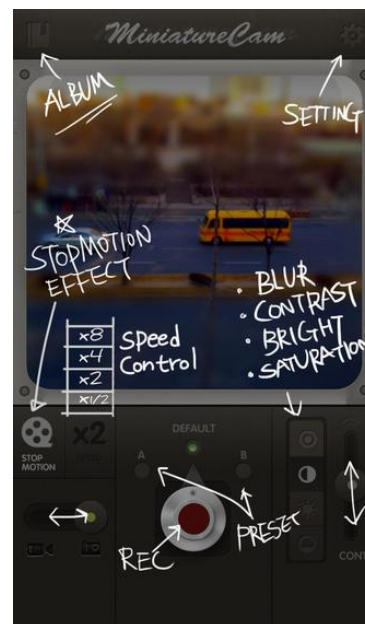 MiniatureCam
ALBUM
SETTING
STOPMOTION
EFFECT
x8
x4
x2
x1/2
Speed
Control
• BLUR
• CONTRAST
• BRIGHT
• SATURATION
STOP
MOTION
x2
DEFAULT
A
B
REC
PRESET
CONT